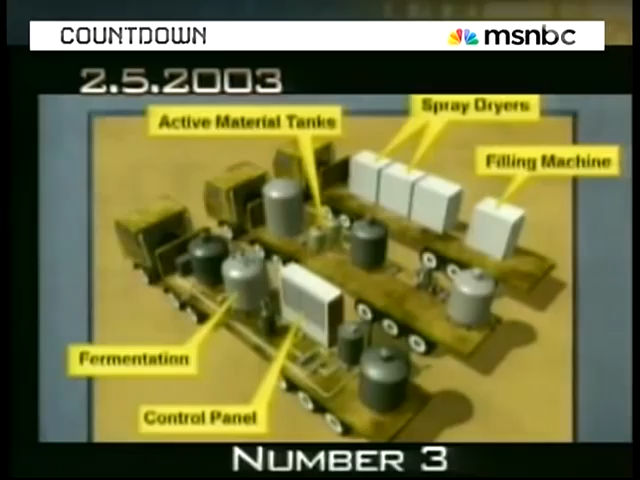 COUNTDOWN
msnbc
2.5.2003
Spray Dryers
Active Material Tanks
Filling Machine
Fermentation
Control Panel
NUMBER 3